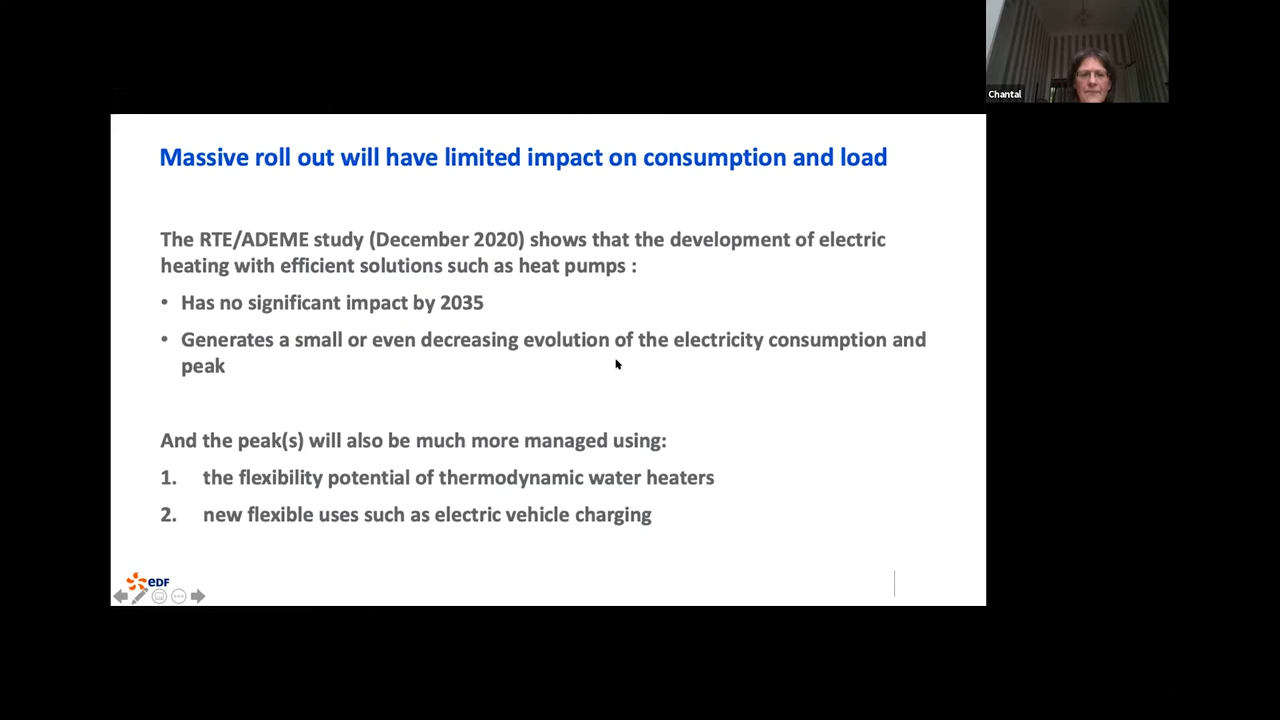 Chantal
Massive roll out will have limited impact on consumption and load
The RTE/ADEME study (December 2020) shows that the development of electric
heating with efficient solutions such as heat pumps :
• Has no significant impact by 2035
• Generates a small or even decreasing evolution of the electricity consumption and
peak
And the peak(s) will also be much more managed using:
1. the flexibility potential of thermodynamic water heaters
2. new flexible uses such as electric vehicle charging
eDF